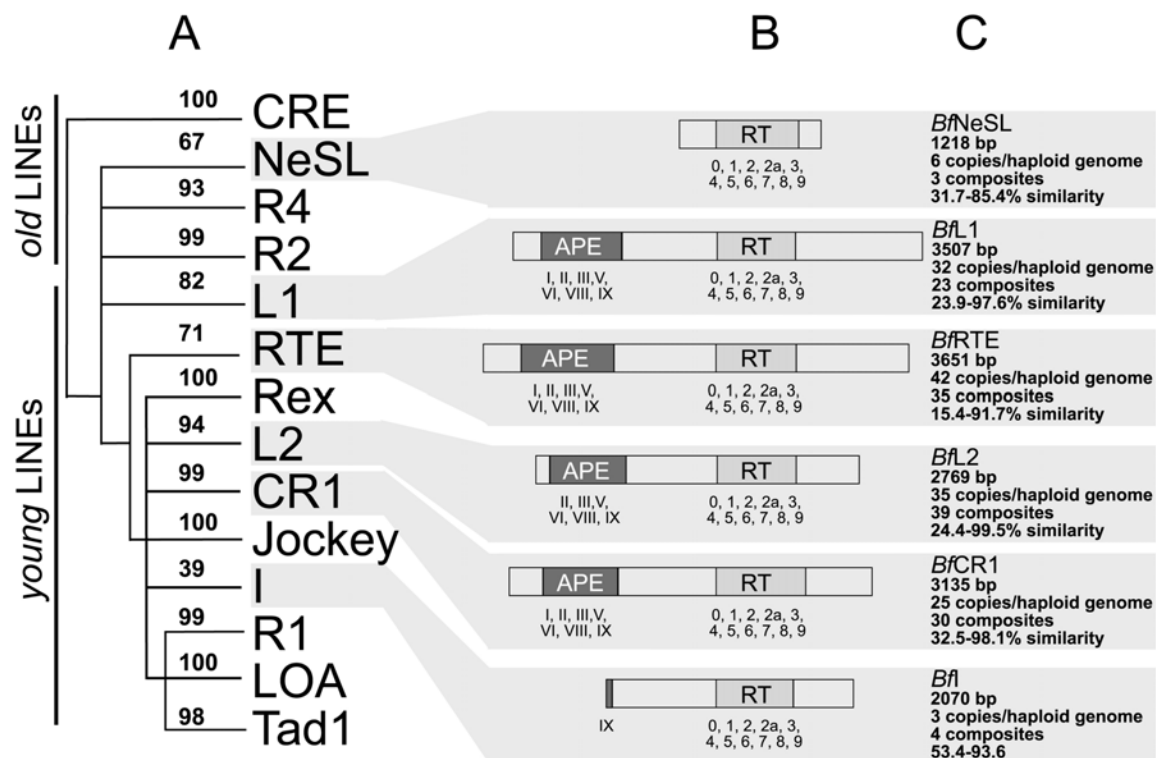 A
B
C
old LINEs
young LINEs
100
CRE
67
NeSL
93
R4
99
R2
82
L1
71
RTE
100
Rex
94
L2
99
CR1
100
Jockey
39
I
99
R1
100
LOA
98
Tad1
RT
0, 1, 2, 2a, 3,
4, 5, 6, 7, 8, 9
BfNeSL
1218 bp
6 copies/haploid genome
3 composites
31.7-85.4% similarity
APE
RT
I, II, III,V,
VI, VIII, IX
0, 1, 2, 2a, 3,
4, 5, 6, 7, 8, 9
BfL1
3507 bp
32 copies/haploid genome
23 composites
23.9-97.6% similarity
APE
RT
I, II, III,V,
VI, VIII, IX
0, 1, 2, 2a, 3,
4, 5, 6, 7, 8, 9
BfRTE
3651 bp
42 copies/haploid genome
35 composites
15.4-91.7% similarity
APE
RT
II, III,V,
VI, VIII, IX
0, 1, 2, 2a, 3,
4, 5, 6, 7, 8, 9
BfL2
2769 bp
35 copies/haploid genome
39 composites
24.4-99.5% similarity
APE
RT
I, II, III,V,
VI, VIII, IX
0, 1, 2, 2a, 3,
4, 5, 6, 7, 8, 9
BfCR1
3135 bp
25 copies/haploid genome
30 composites
32.5-98.1% similarity
RT
IX
0, 1, 2, 2a, 3,
4, 5, 6, 7, 8, 9
BfI
2070 bp
3 copies/haploid genome
4 composites
53.4-93.6